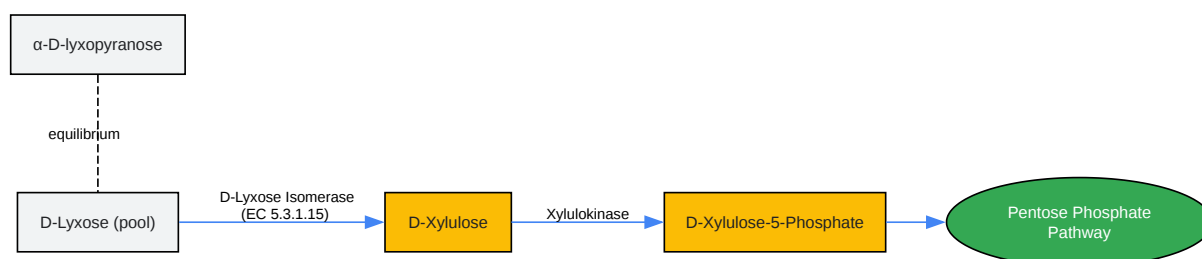 α-D-lyxopyranose
equilibrium
D-Lyxose (pool)
D-Lyxose Isomerase
(EC 5.3.1.15)
D-Xylulose
Xylulokinase
D-Xylulose-5-Phosphate
Pentose Phosphate
Pathway